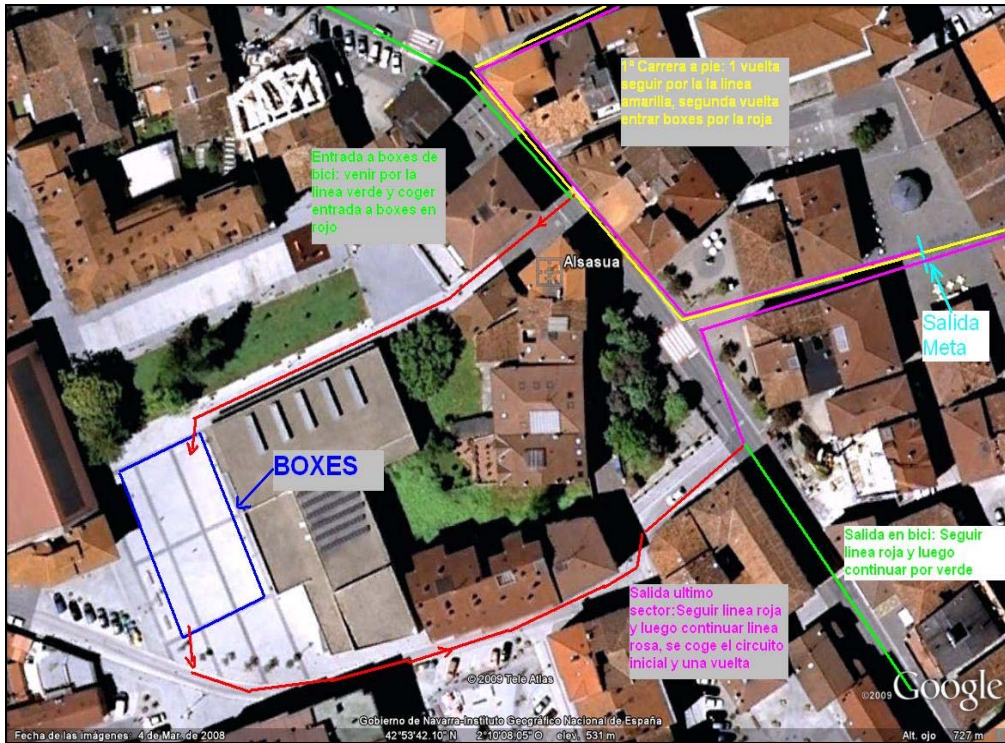 1ª Carrera a pie: 1 vuelta
seguir por la la linea
amarilla, segunda vuelta
entrar boxes por la roja
Entrada a boxes de
bici: venir por la
linea verde y coger
entrada a boxes en
rojo
Alsasua
Salida
Meta
BOXES
Salida en bici: Seguir
linea roja y luego
continuar por verde
Salida ultimo
sector:Seguir linea roja
y luego continuar linea
rosa, se coge el circuito
inicial y una vuelta
© 2009 Tele Atlas
©2009 Google
Gobierno de Navarra-Instituto Geográfico Nacional de España
Fecha de las imágenes: 4 de Mar, de 2008 42°53'42.10" N 2°10'08.05" O elev. 531 m Alt. ojo 727 m